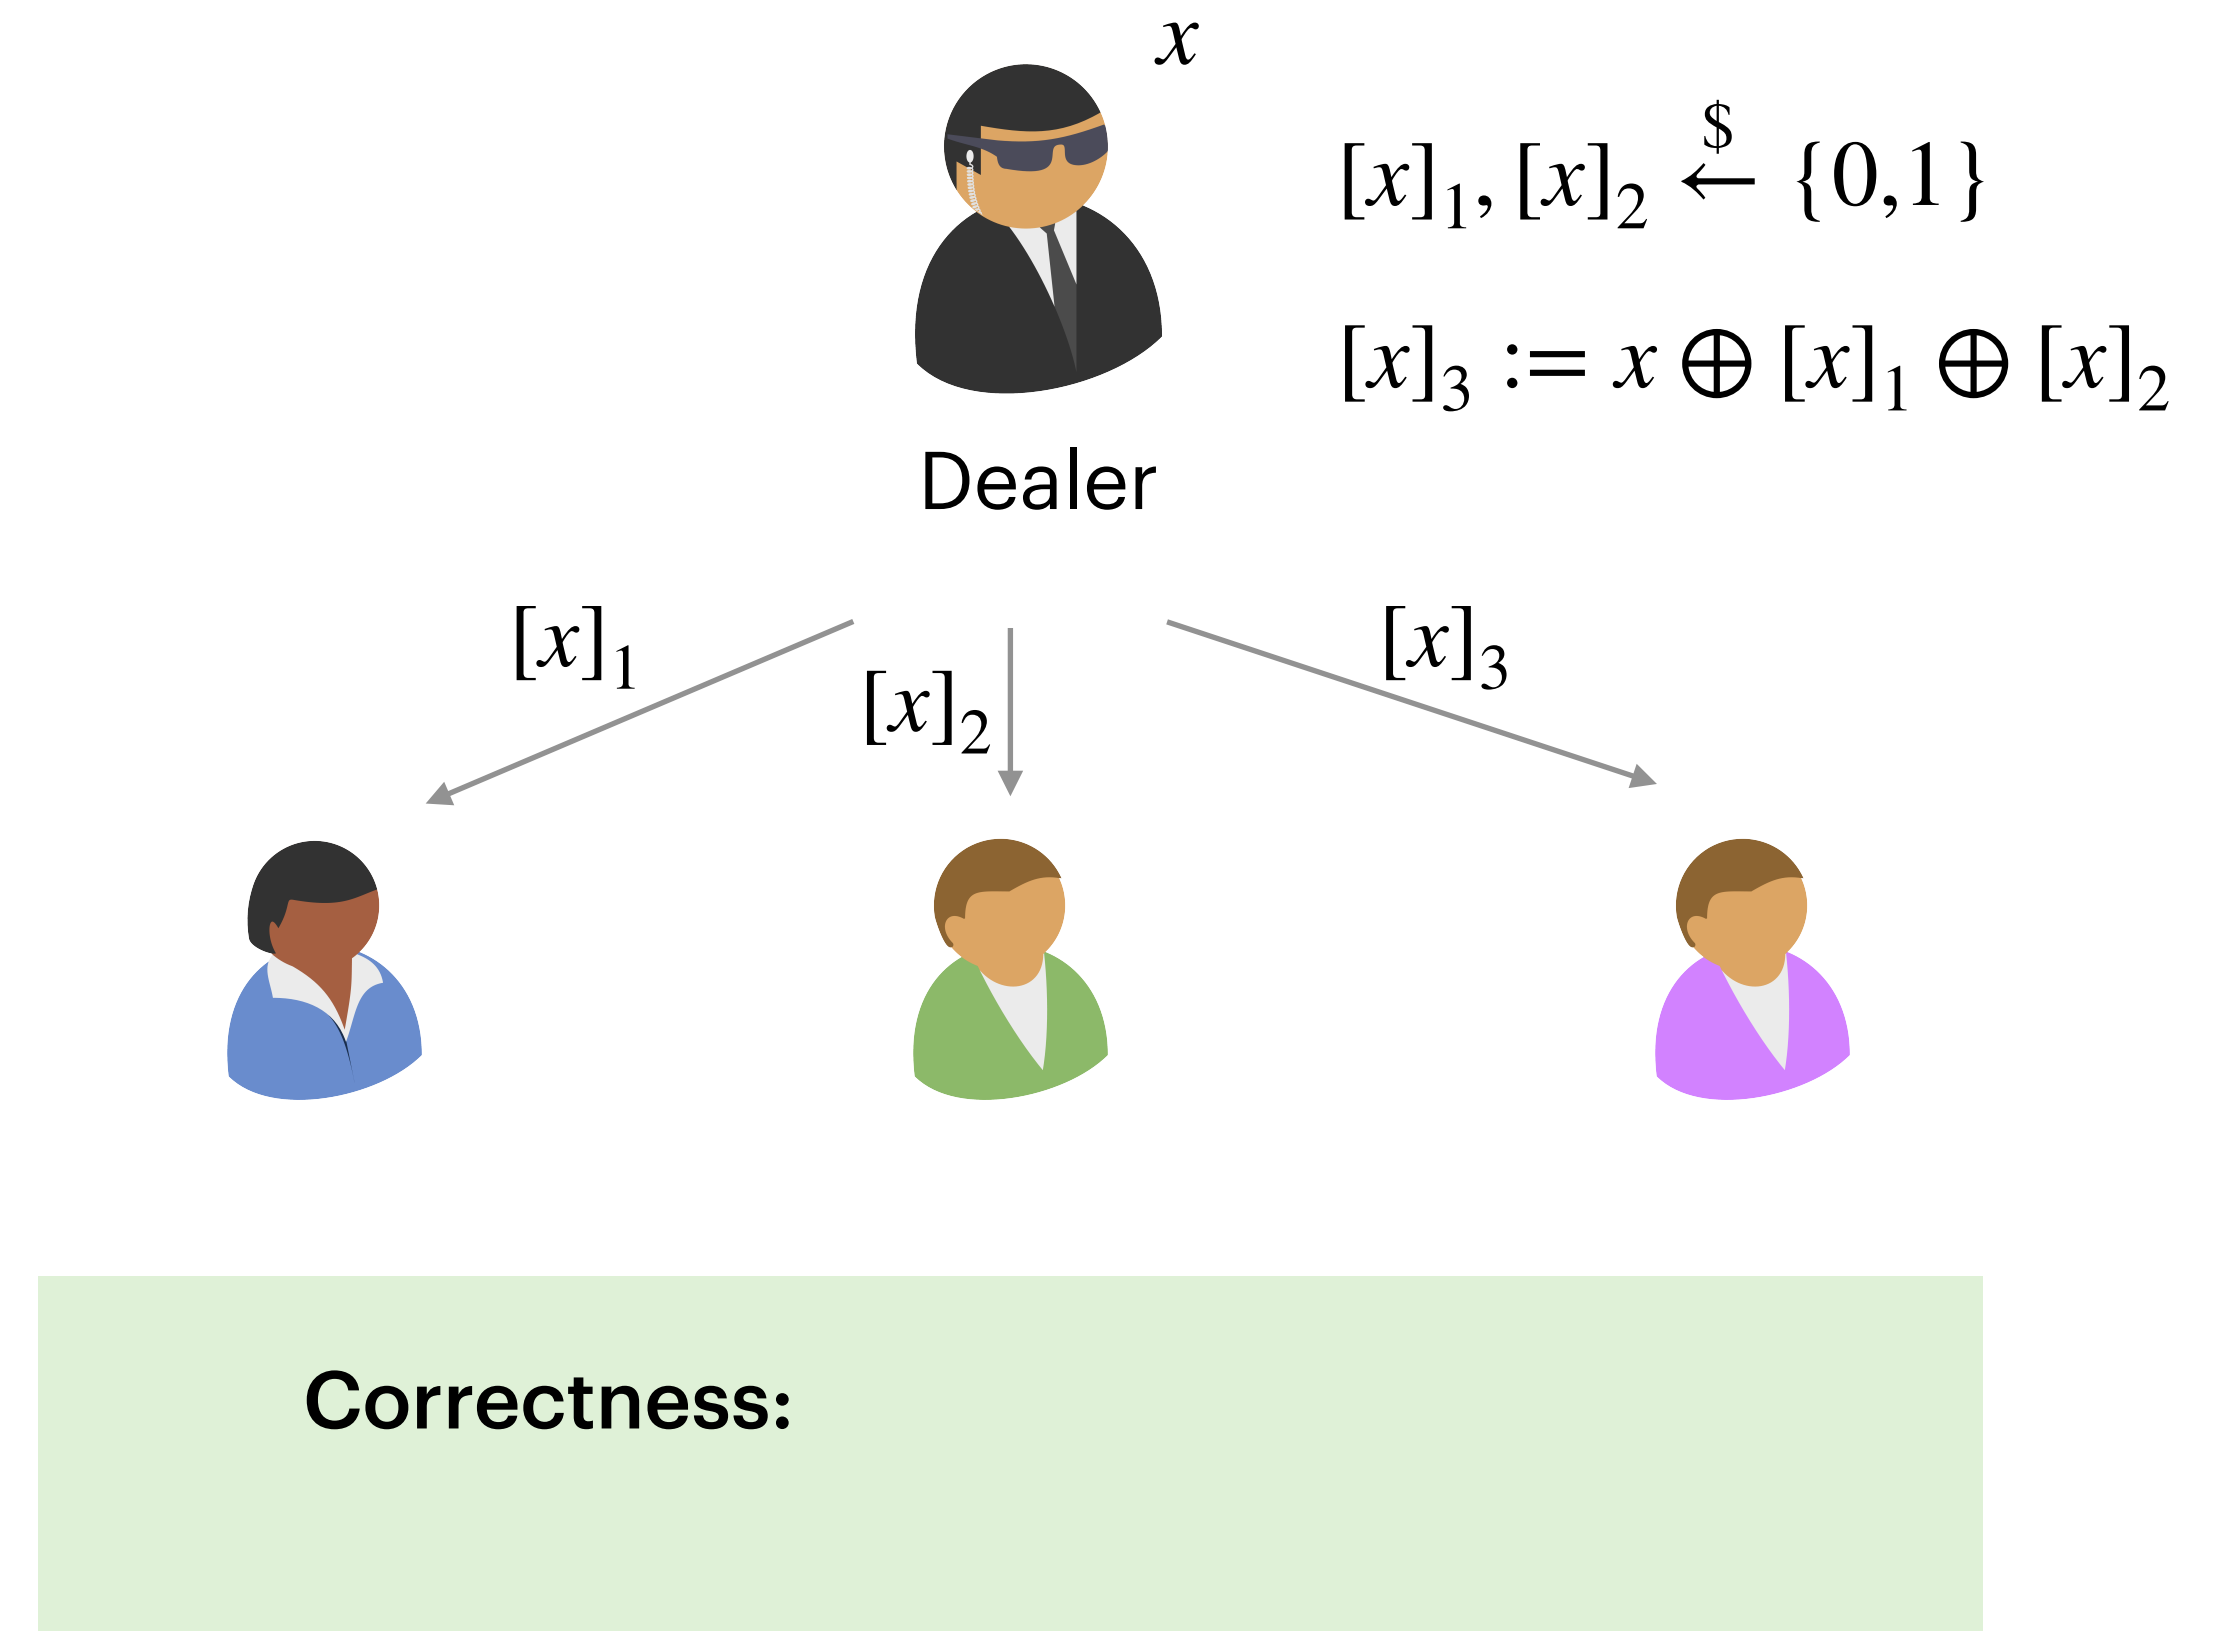 x
[x]₁, [x]₂ ←$ {0,1}
[x]₃ := x ⊕ [x]₁ ⊕ [x]₂
Dealer
[x]₁
[x]₂
[x]₃
Correctness: